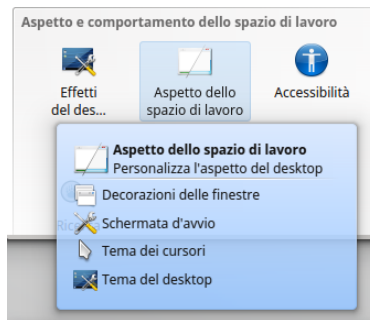 Aspetto e comportamento dello spazio di lavoro
Effetti
del des...
Aspetto dello
spazio di lavoro
Accessibilità
Aspetto dello spazio di lavoro
Personalizza l'aspetto del desktop
Decorazioni delle finestre
Schermata d'avvio
Tema dei cursori
Tema del desktop